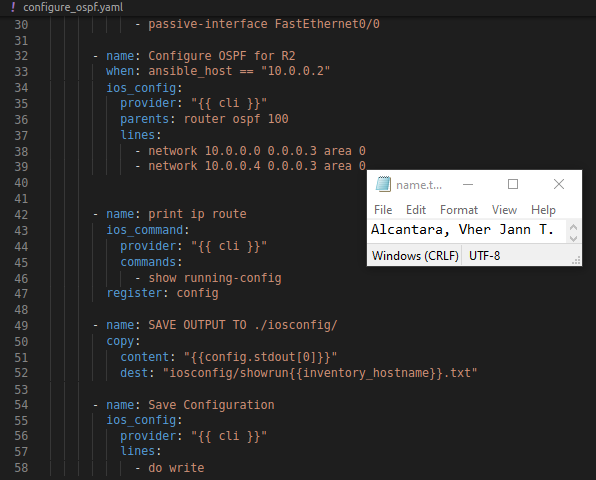 ! configure_ospf.yaml
30 - passive-interface FastEthernet0/0
31
32 - name: Configure OSPF for R2
33 when: ansible_host == "10.0.0.2"
34 ios_config:
35 provider: "{{ cli }}"
36 parents: router ospf 100
37 lines:
38 - network 10.0.0.0 0.0.0.3 area 0
39 - network 10.0.0.4 0.0.0.3 area 0
40
41
42 - name: print ip route
43 ios_command:
44 provider: "{{ cli }}"
45 commands:
46 - show running-config
47 register: config
48
49 - name: SAVE OUTPUT TO ./iosconfig/
50 copy:
51 content: "{{config.stdout[0]}}"
52 dest: "iosconfig/showrun{{inventory_hostname}}.txt"
53
54 - name: Save Configuration
55 ios_config:
56 provider: "{{ cli }}"
57 lines:
58 - do write
name.t...
File Edit Format View Help
Alcantara, Vher Jann T.
Windows (CRLF) UTF-8